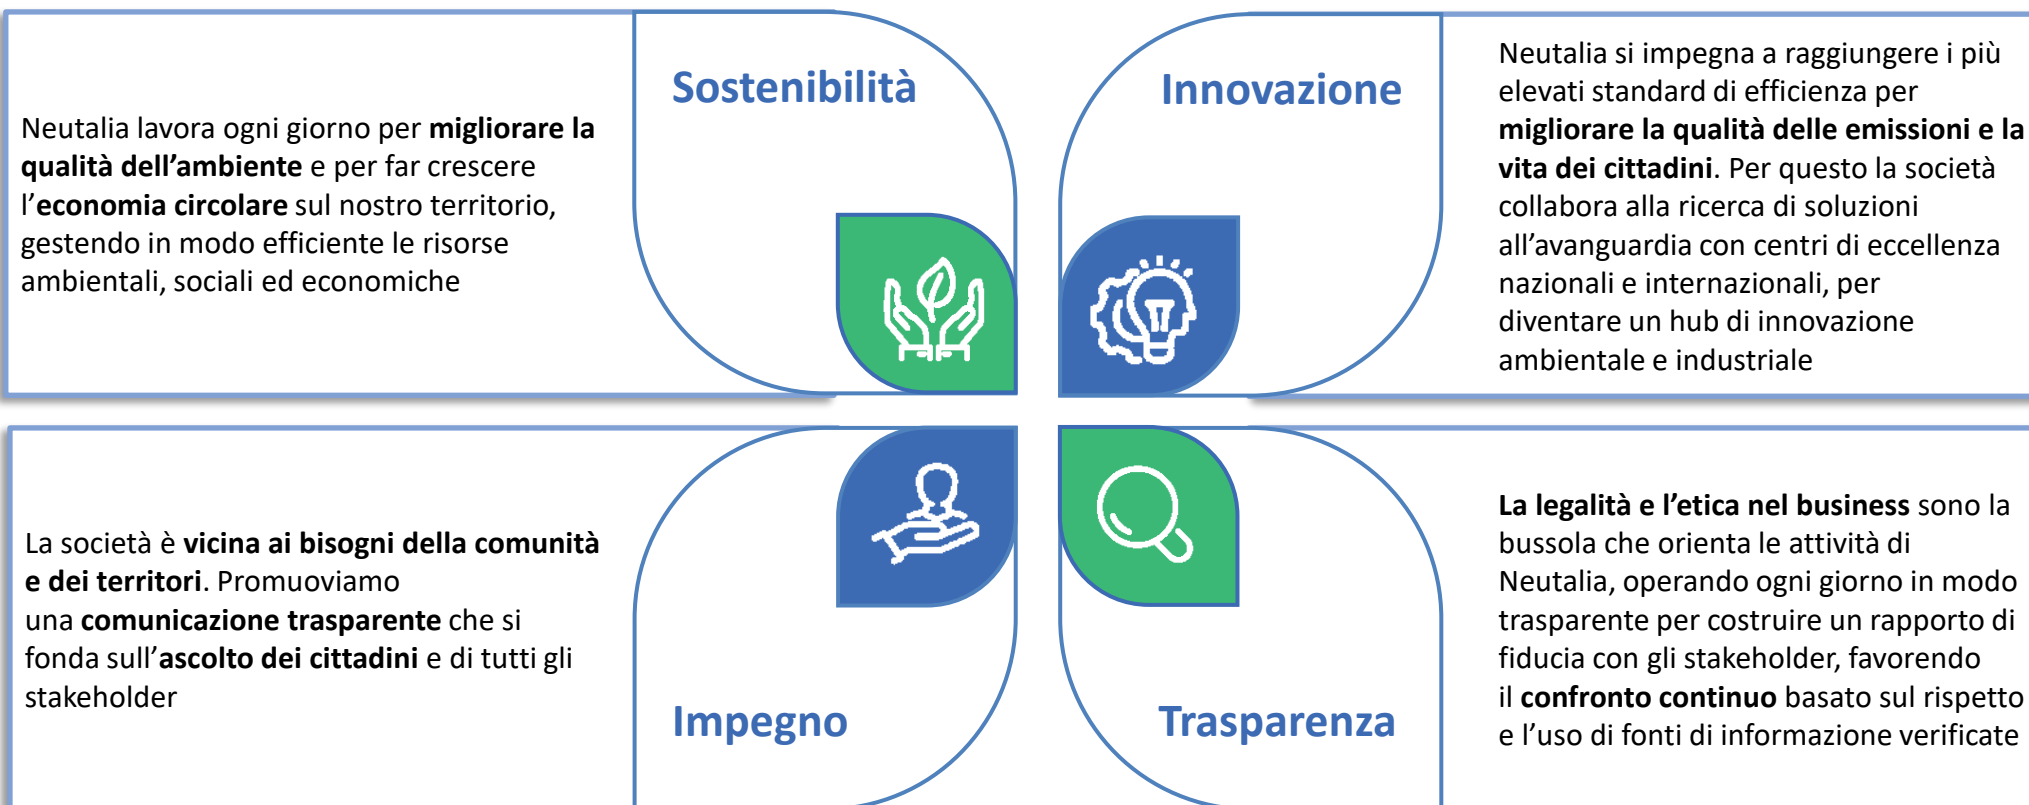 Sostenibilità
Neutalia lavora ogni giorno per migliorare la
qualità dell’ambiente e per far crescere
l’economia circolare sul nostro territorio,
gestendo in modo efficiente le risorse
ambientali, sociali ed economiche
Innovazione
Neutalia si impegna a raggiungere i più
elevati standard di efficienza per
migliorare la qualità delle emissioni e la
vita dei cittadini. Per questo la società
collabora alla ricerca di soluzioni
all’avanguardia con centri di eccellenza
nazionali e internazionali, per
diventare un hub di innovazione
ambientale e industriale
La società è vicina ai bisogni della comunità
e dei territori. Promuoviamo
una comunicazione trasparente che si
fonda sull’ascolto dei cittadini e di tutti gli
stakeholder
Impegno
Trasparenza
La legalità e l’etica nel business sono la
bussola che orienta le attività di
Neutalia, operando ogni giorno in modo
trasparente per costruire un rapporto di
fiducia con gli stakeholder, favorendo
il confronto continuo basato sul rispetto
e l’uso di fonti di informazione verificate